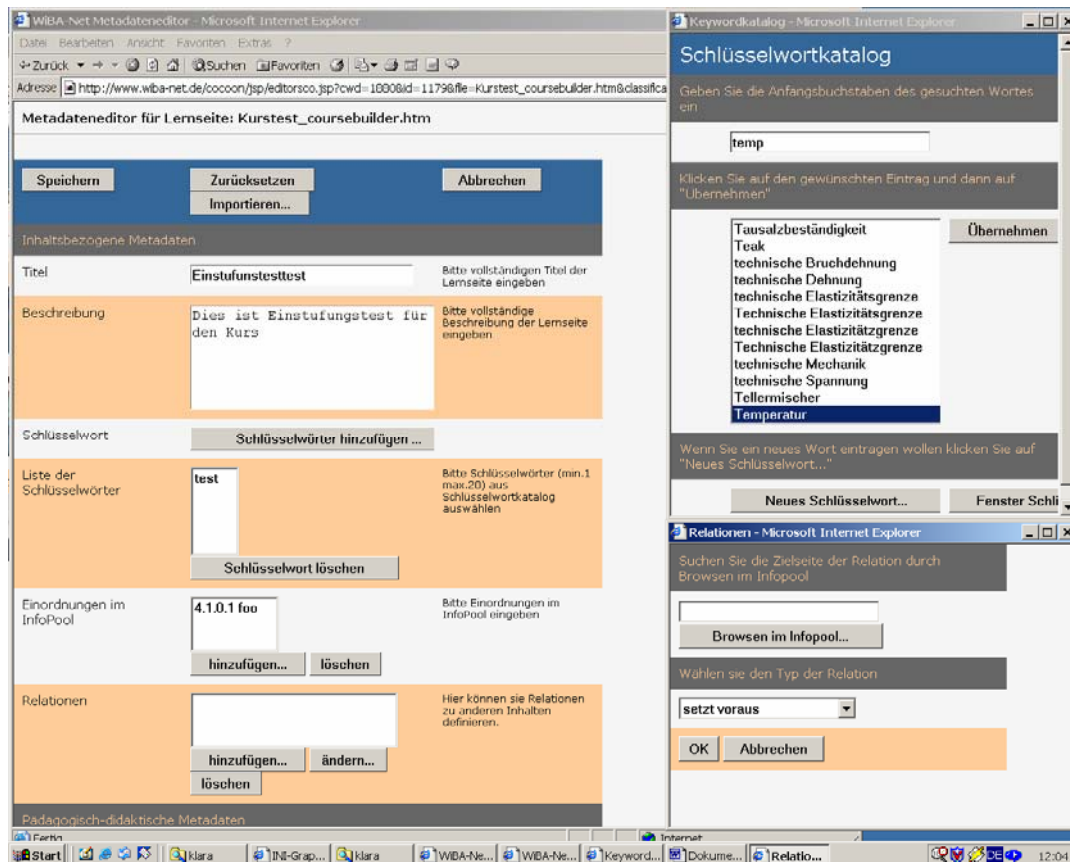 WiBA-Net Metadateneditor - Microsoft Internet Explorer
Datei Bearbeiten Ansicht Favoriten Extras ?
Zurück Suchen Favoriten
Adresse http://www.wiba-net.de/cocoon/jsp/editorsco.jsp?cwd=1880&id=1179&file=Kurstest_coursebuilder.htm&classifica
Metadateneditor für Lernseite: Kurstest_coursebuilder.htm
Speichern Zurücksetzen Abbrechen
Importieren...
Inhaltsbezogene Metadaten
Titel Einstufunstesttest Bitte vollständigen Titel der
Lernseite eingeben
Beschreibung Dies ist Einstufungstest für
den Kurs
Bitte vollständige
Beschreibung der Lernseite
eingeben
Schlüsselwort Schlüsselwörter hinzufügen ...
Liste der
Schlüsselwörter
test
Bitte Schlüsselwörter (min.1
max.20) aus
Schlüsselwortkatalog
auswählen
Schlüsselwort löschen
Einordnungen im
InfoPool
4.1.0.1 foo
Bitte Einordnungen im
InfoPool eingeben
hinzufügen... löschen
Relationen
Hier können sie Relationen
zu anderen Inhalten
definieren.
hinzufügen... ändern...
löschen
Pädagogisch-didaktische Metadaten
Fertig Internet
Keywordkatalog - Microsoft Internet Explorer
Schlüsselwortkatalog
Geben Sie die Anfangsbuchstaben des gesuchten Wortes
ein
temp
Klicken Sie auf den gewünschten Eintrag und dann auf
"Übernehmen"
Tausalzbeständigkeit
Teak
technische Bruchdehnung
technische Dehnung
technische Elastizitätsgrenze
Technische Elastizitätsgrenze
technische Elastizitätzgrenze
Technische Elastizitätzgrenze
technische Mechanik
technische Spannung
Tellermischer
Temperatur
Übernehmen
Wenn Sie ein neues Wort eintragen wollen klicken Sie auf
"Neues Schlüsselwort..."
Neues Schlüsselwort... Fenster Schli
Relationen - Microsoft Internet Explorer
Suchen Sie die Zielseite der Relation durch
Browsen im Infopool
Browsen im Infopool...
Wählen sie den Typ der Relation
setzt voraus
OK Abbrechen
Start klara INI-Grap... klara WiBA-Ne... WiBA-Ne... Keyword... Dokume... Relatio... DE 12:04